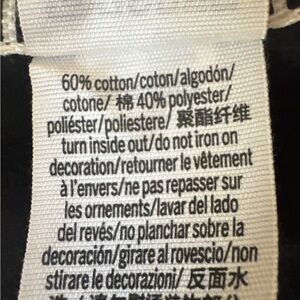 60% cotton/coton/algodón/
cotone/ 棉 40% polyester/
poliéster/poliestere/ 聚酯纤维
turn inside out/do not iron on
decoration/retourner le vêtement
à l'envers/ne pas repasser sur
les ornements/lavar del lado
del revés/no planchar sobre la
decoración/girare al rovescio/non
stirare le decorazioni/ 反面水